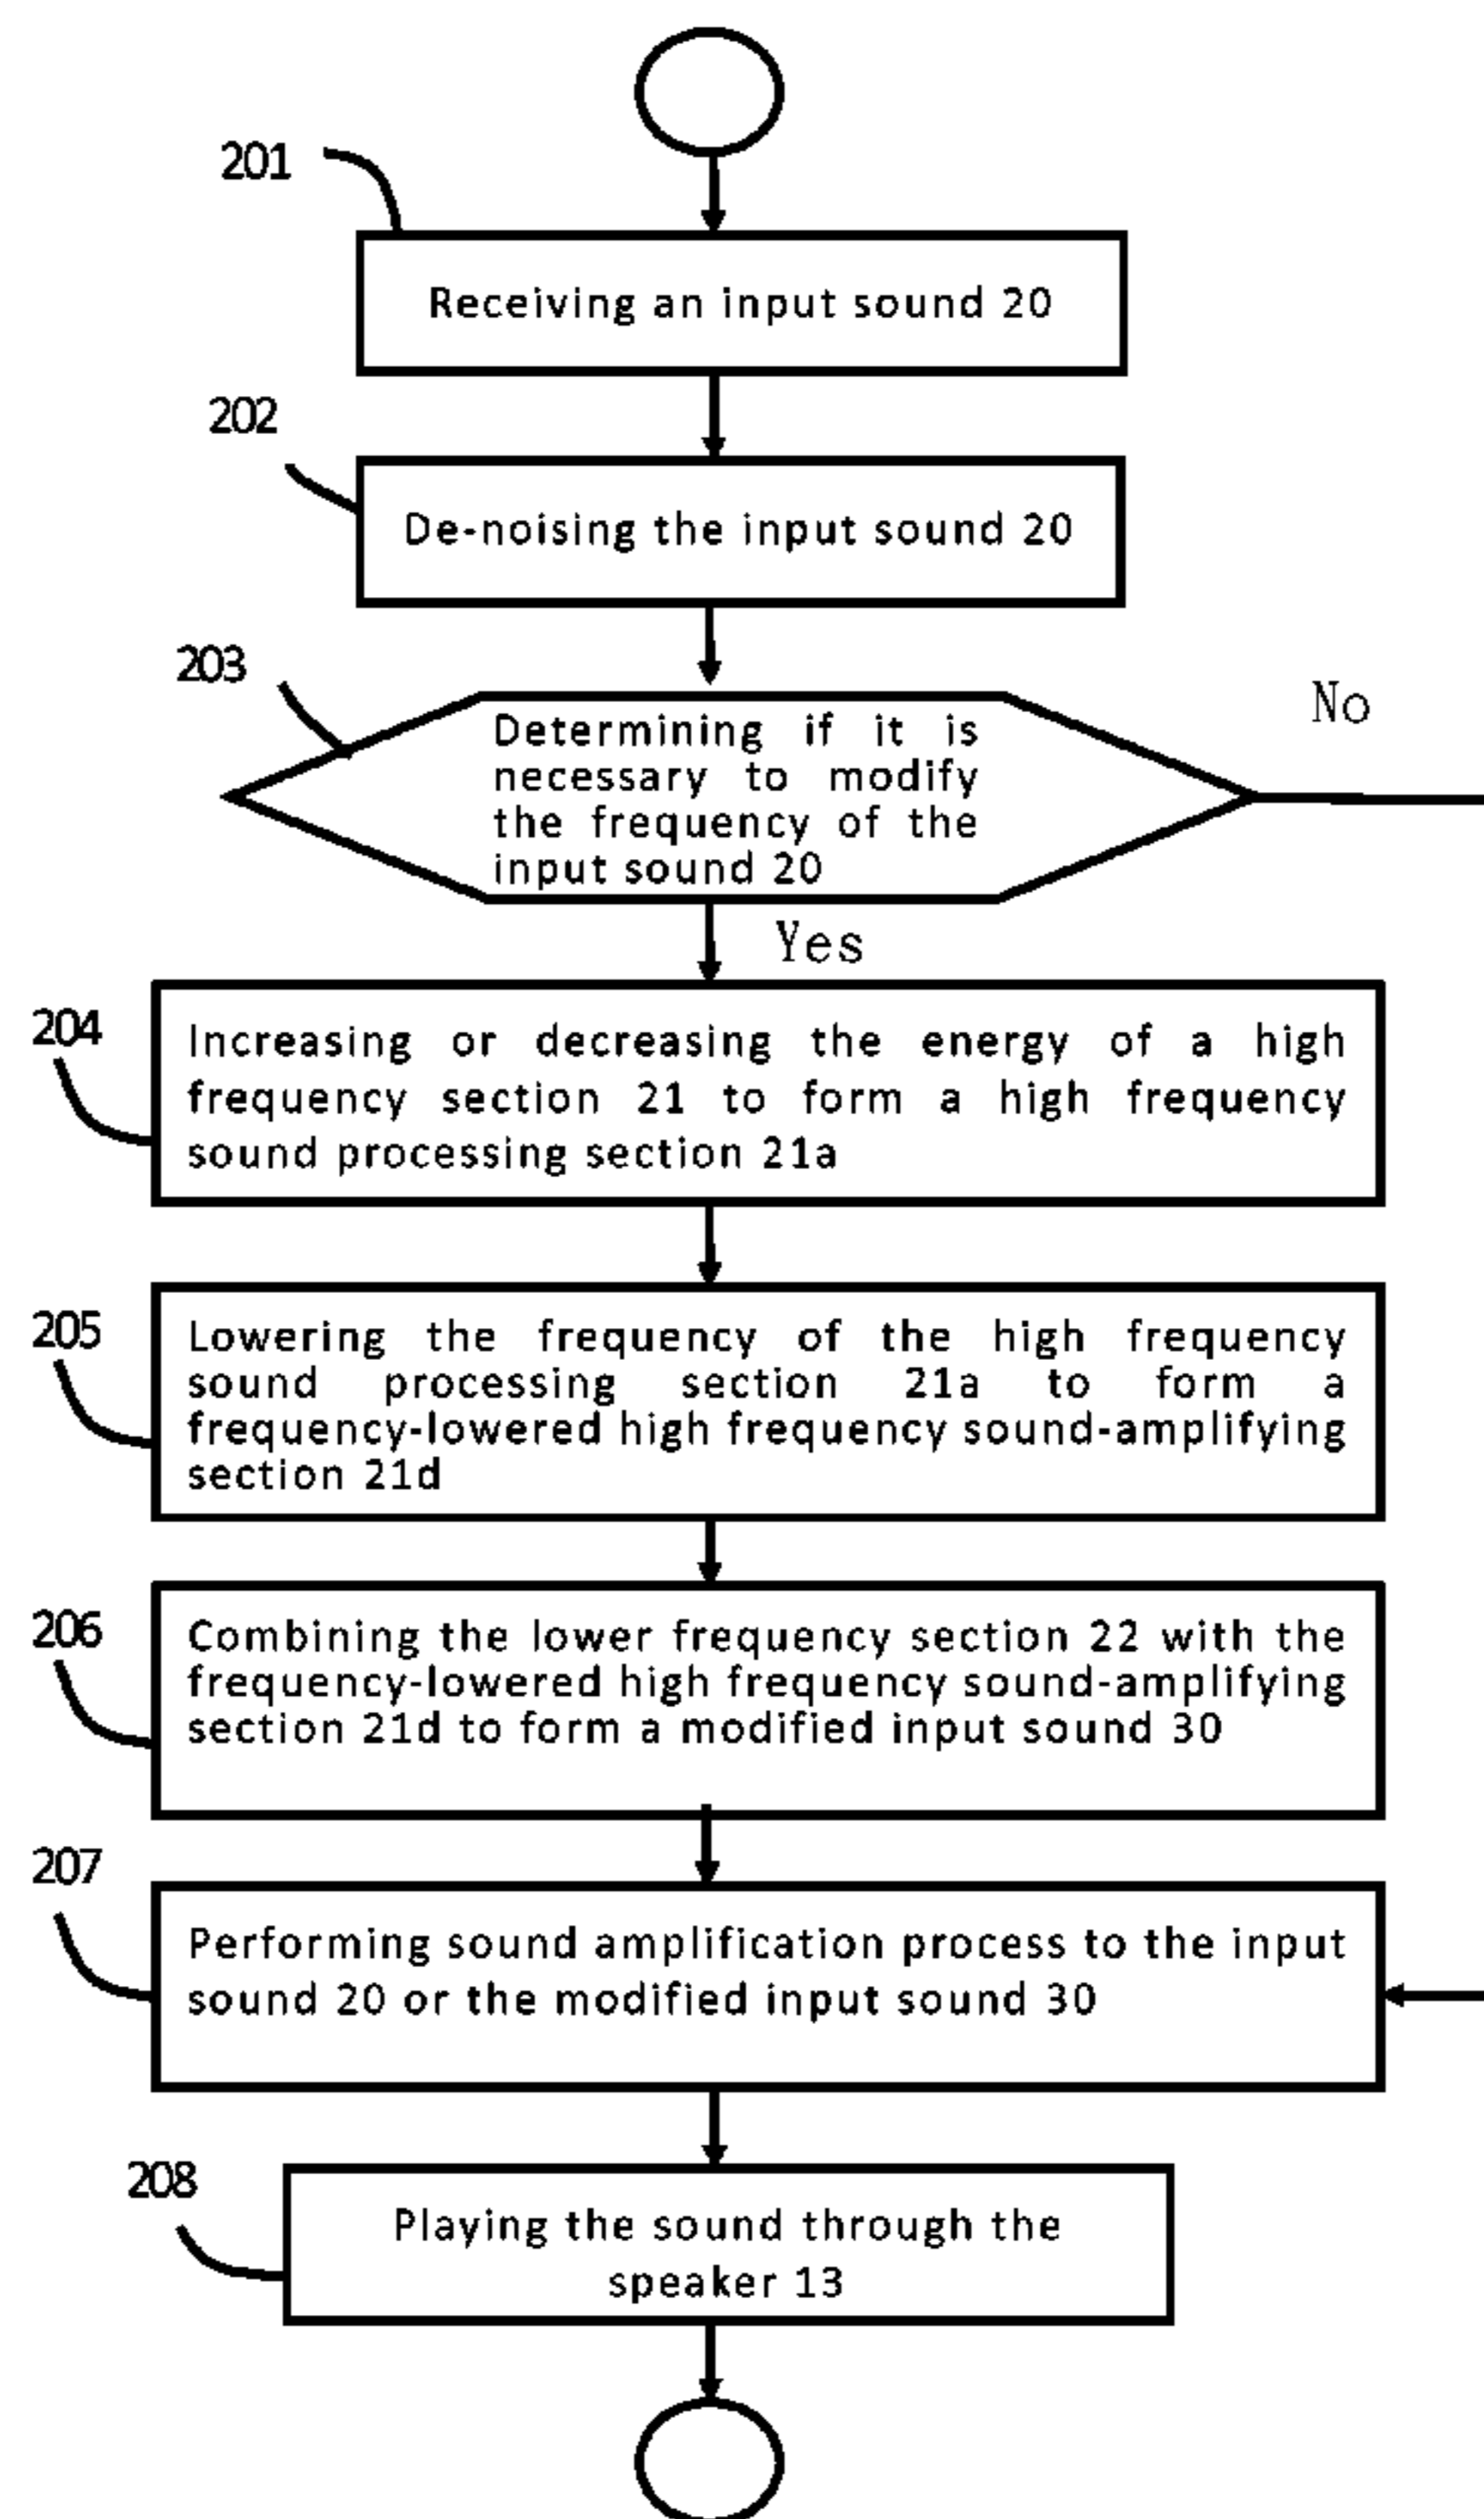 201
Receiving an input sound 20
202
De-noising the input sound 20
203
Determining if it is
necessary to modify
the frequency of the
input sound 20
No
Yes
204
Increasing or decreasing the energy of a high
frequency section 21 to form a high frequency
sound processing section 21a
205
Lowering the frequency of the high frequency
sound processing section 21a to form a
frequency-lowered high frequency sound-amplifying
section 21d
206
Combining the lower frequency section 22 with the
frequency-lowered high frequency sound-amplifying
section 21d to form a modified input sound 30
207
Performing sound amplification process to the input
sound 20 or the modified input sound 30
208
Playing the sound through the
speaker 13